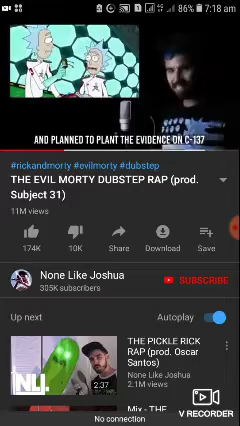 86% 7:18 am
AND PLANNED TO PLANT THE EVIDENCE ON C-137
#rickandmorty #evilmorty #dubstep
THE EVIL MORTY DUBSTEP RAP (prod.
Subject 31)
11M views
174K 10K Share Download Save
None Like Joshua
305K subscribers
SUBSCRIBE
Up next Autoplay
THE PICKLE RICK
RAP (prod. Oscar
Santos)
None Like Joshua
2.1M views
NLJ
2:37
Mix - THE
V RECORDER
No connection